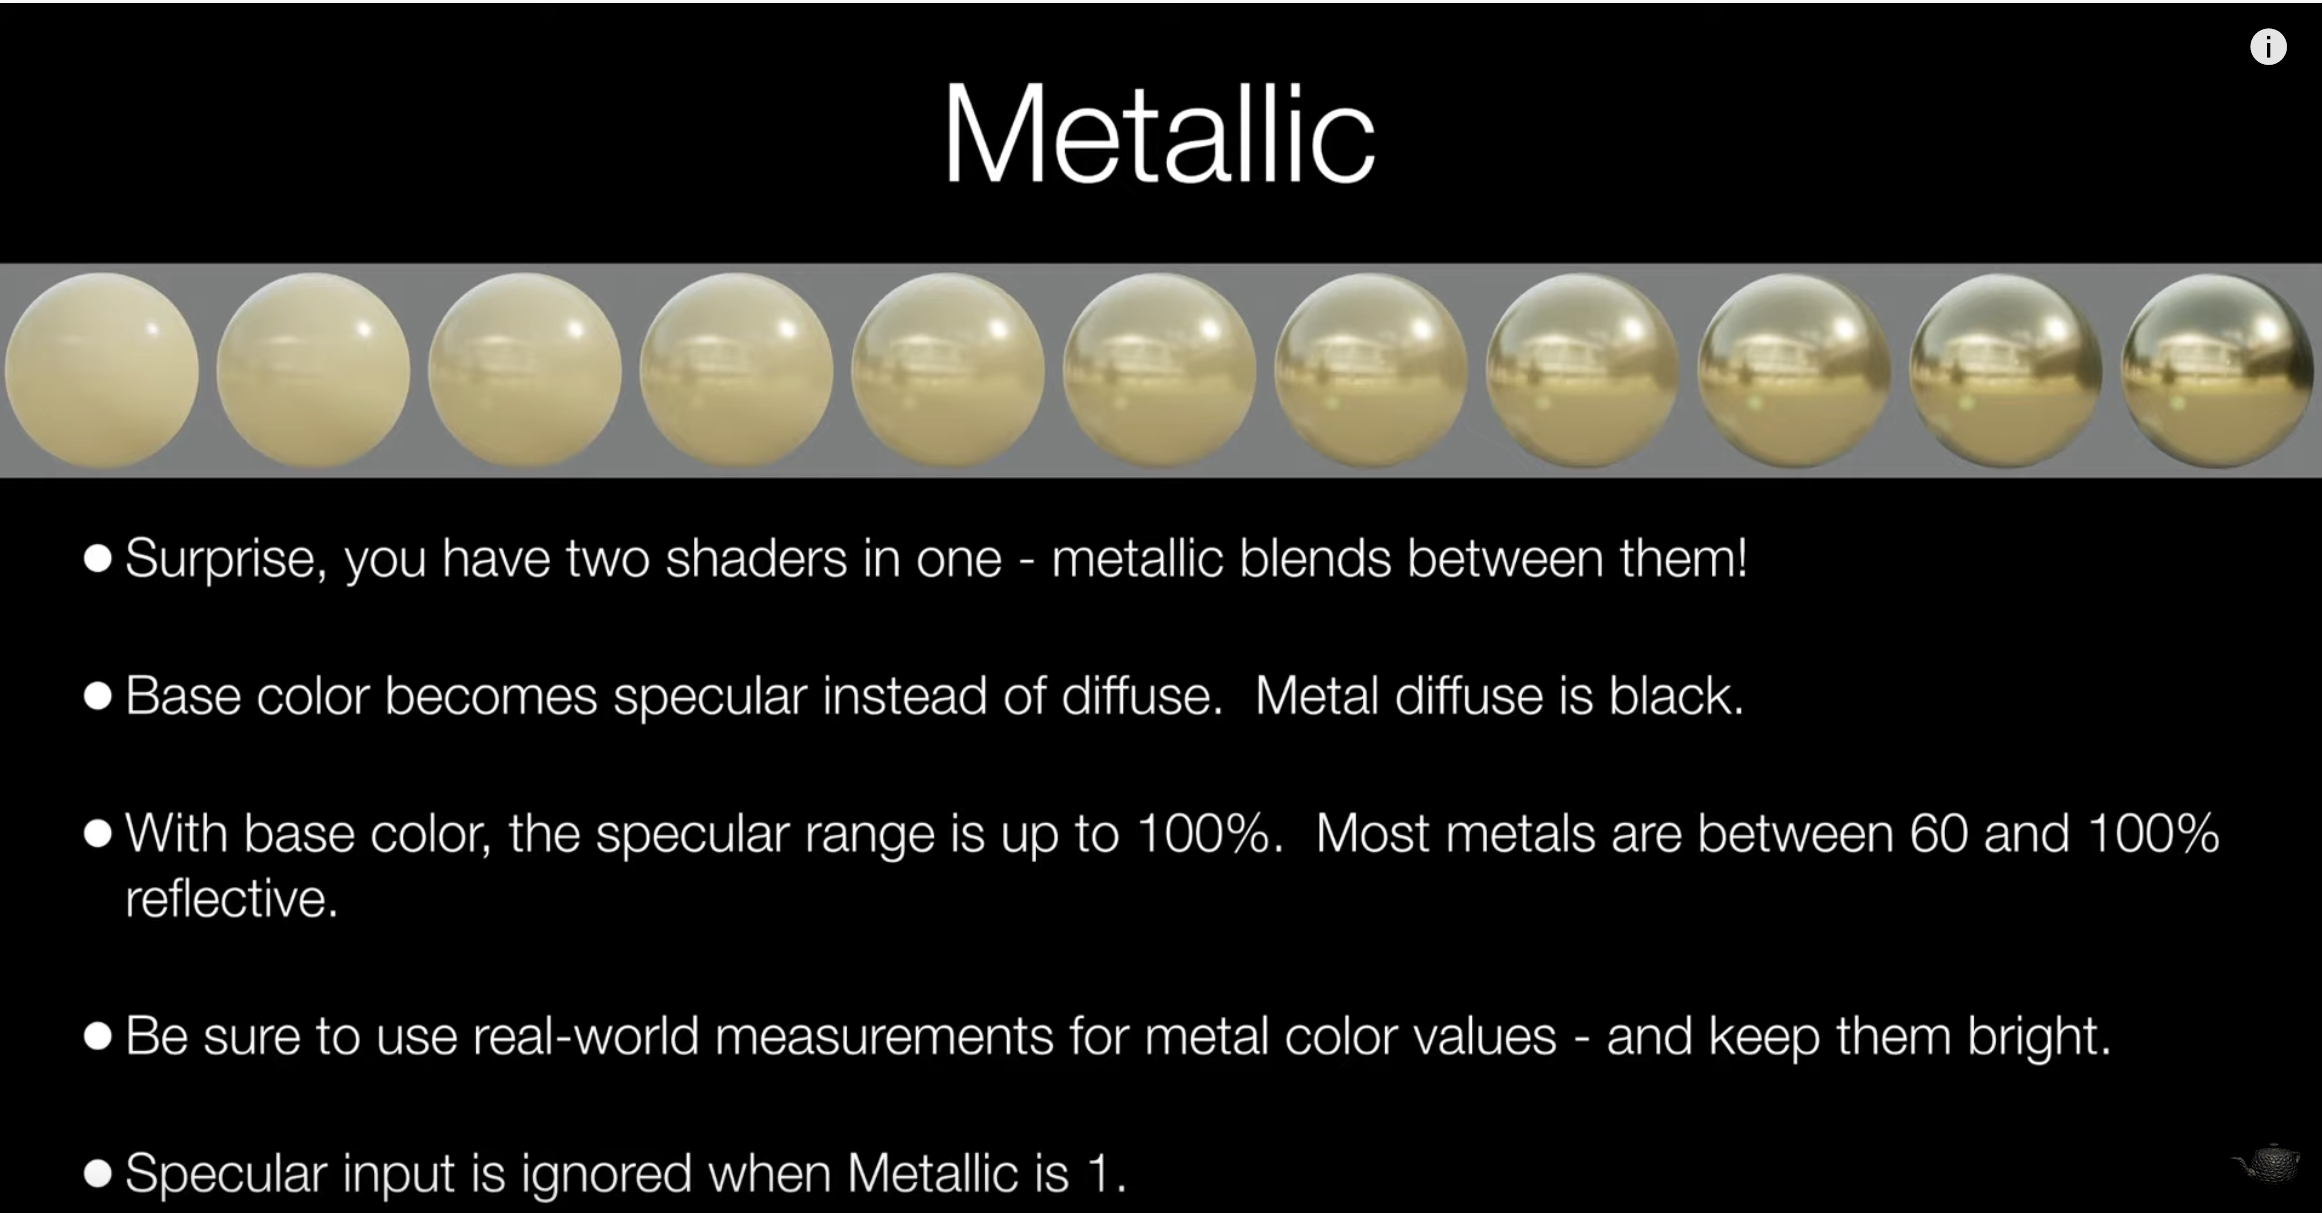 i
Metallic
● Surprise, you have two shaders in one - metallic blends between them!
● Base color becomes specular instead of diffuse.  Metal diffuse is black.
● With base color, the specular range is up to 100%.  Most metals are between 60 and 100%
reflective.
● Be sure to use real-world measurements for metal color values - and keep them bright.
● Specular input is ignored when Metallic is 1.